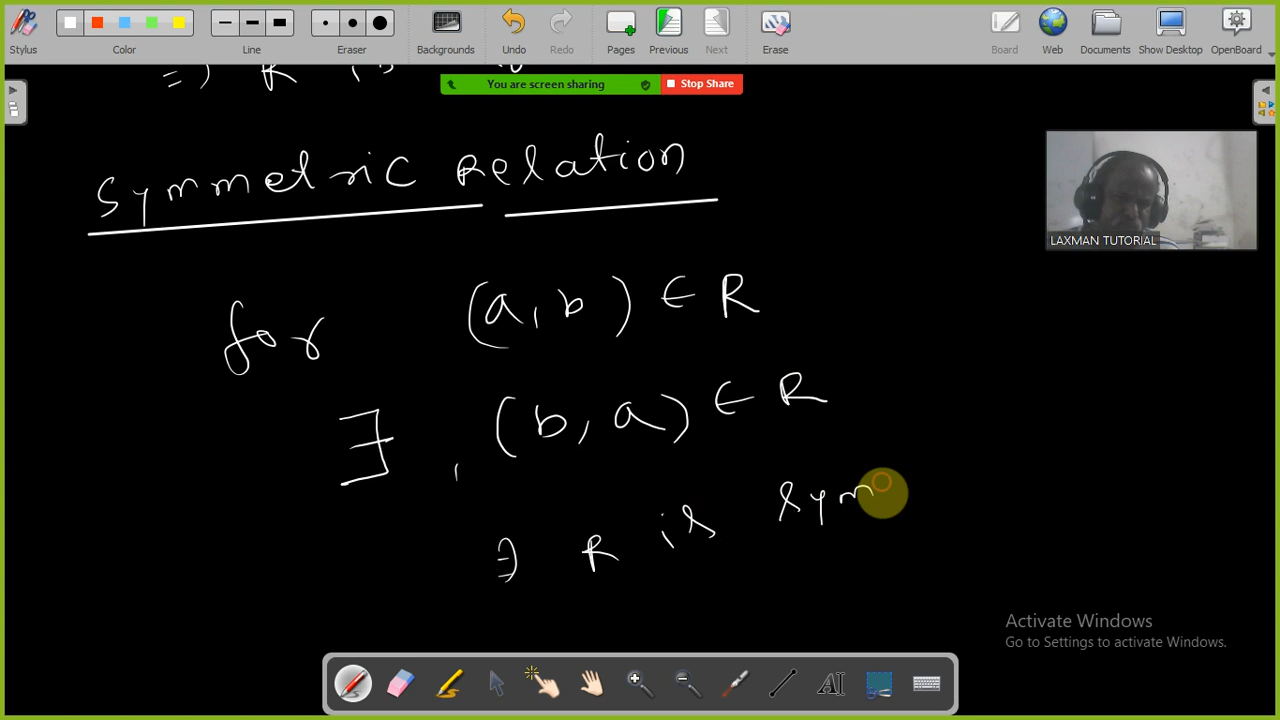 Stylus Color Line Eraser Backgrounds Undo Redo Pages Previous Next Erase Board Web Documents Show Desktop OpenBoard
=) R is
You are screen sharing Stop Share
Symmetric Relation
LAXMAN TUTORIAL
for (a, b) ∈ R
∃ , (b, a) ∈ R
R is sym
Activate Windows
Go to Settings to activate Windows.